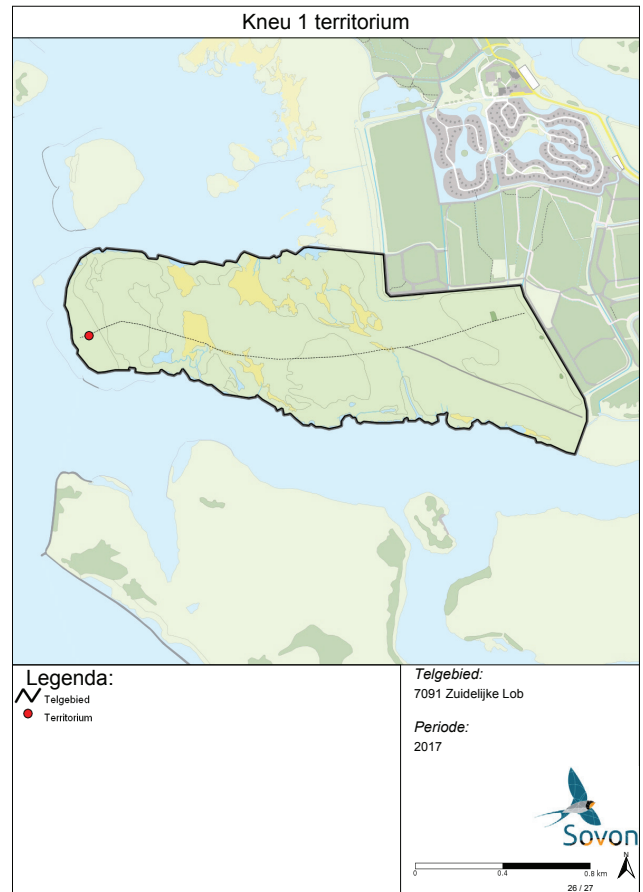 Kneu 1 territorium
Legenda:
Telgebied
Territorium
Telgebied:
7091 Zuidelijke Lob
Periode:
2017
Sovon
N
0 0.4 0.8 km
26 / 27